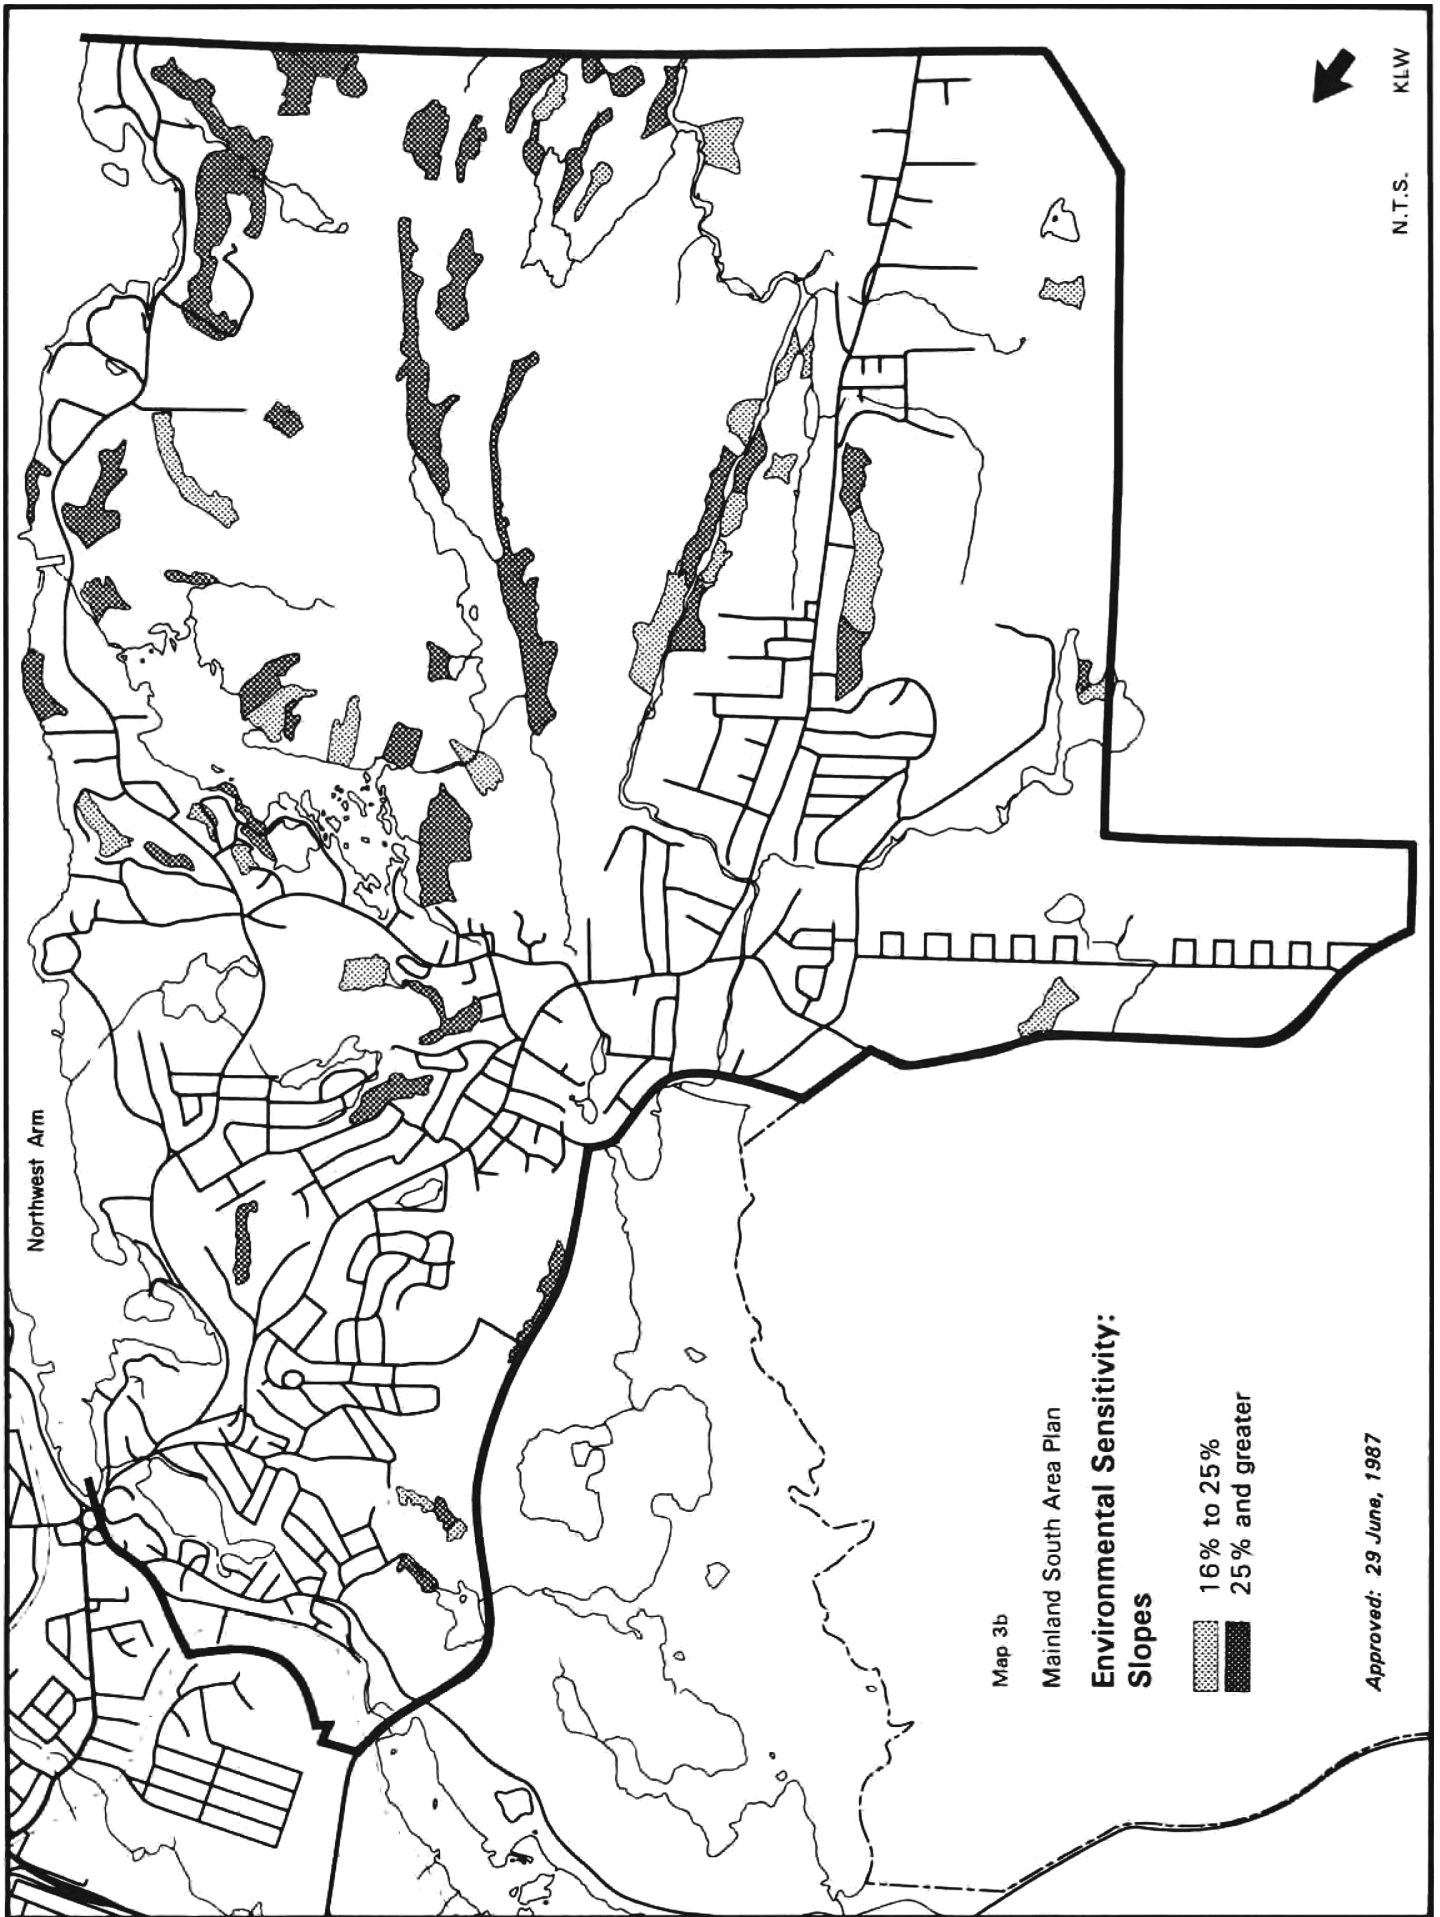 Northwest Arm
Map 3b
Mainland South Area Plan
Environmental Sensitivity:
Slopes
16% to 25%
25% and greater
Approved: 29 June, 1987
N.T.S.
KLW